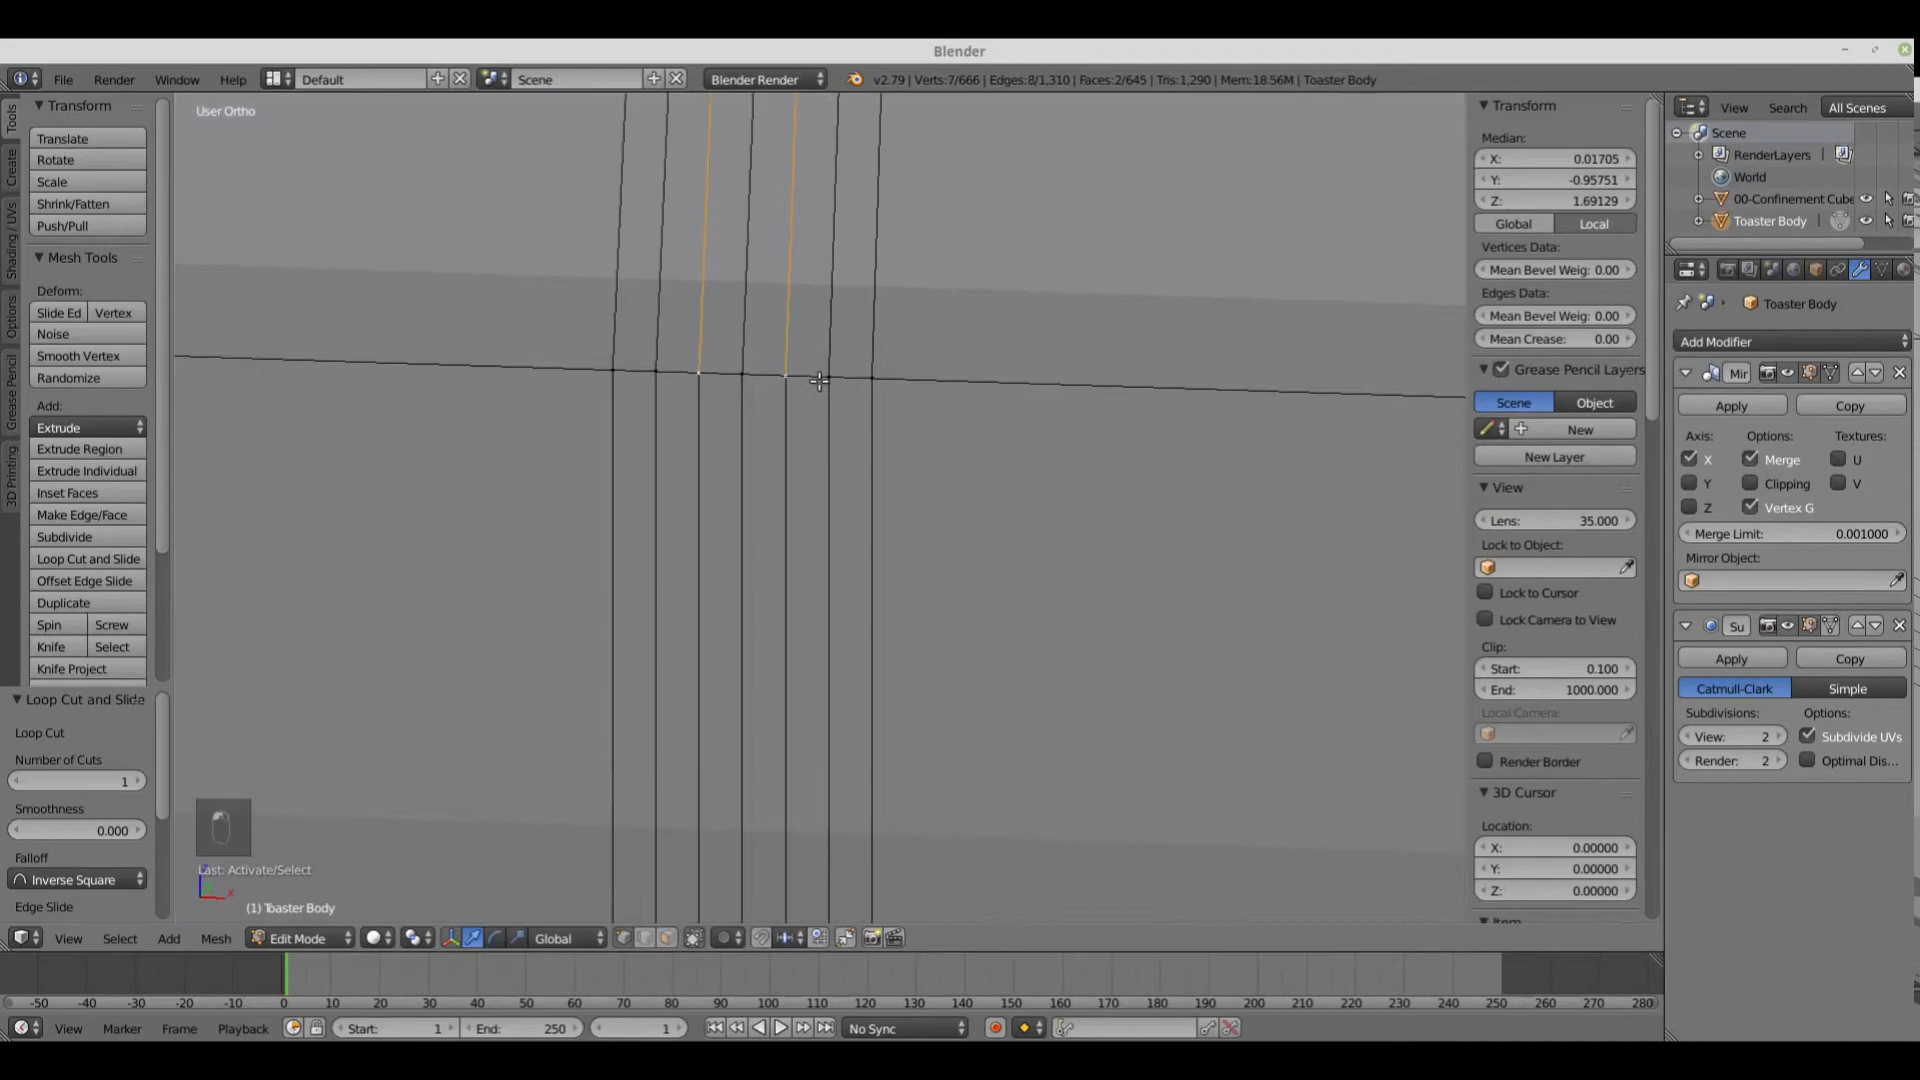 Blender
File Render Window Help Default Scene Blender Render v2.79 | Verts:7/666 | Edges:8/1,310 | Faces:2/645 | Tris:1,290 | Mem:18.56M | Toaster Body
Tools
Create
Shading / UVs
Options
Grease Pencil
3D Printing
Transform
Translate
Rotate
Scale
Shrink/Fatten
Push/Pull
Mesh Tools
Deform:
Slide Ed Vertex
Noise
Smooth Vertex
Randomize
Add:
Extrude
Extrude Region
Extrude Individual
Inset Faces
Make Edge/Face
Subdivide
Loop Cut and Slide
Offset Edge Slide
Duplicate
Spin Screw
Knife Select
Knife Project
Loop Cut and Slide
Loop Cut
Number of Cuts
1
Smoothness
0.000
Falloff
Inverse Square
Edge Slide
User Ortho
Last: Activate/Select
(1) Toaster Body
Transform
Median:
X: 0.01705
Y: -0.95751
Z: 1.69129
Global Local
Vertices Data:
Mean Bevel Weig: 0.00
Edges Data:
Mean Bevel Weig: 0.00
Mean Crease: 0.00
Grease Pencil Layers
Scene Object
New
New Layer
View
Lens: 35.000
Lock to Object:
Lock to Cursor
Lock Camera to View
Clip:
Start: 0.100
End: 1000.000
Local Camera:
Render Border
3D Cursor
Location:
X: 0.00000
Y: 0.00000
Z: 0.00000
View Search All Scenes
Scene
RenderLayers
World
00-Confinement Cube
Toaster Body
Toaster Body
Add Modifier
Mir
Apply Copy
Axis: Options: Textures:
X Merge U
Y Clipping V
Z Vertex G
Merge Limit: 0.001000
Mirror Object:
Su
Apply Copy
Catmull-Clark Simple
Subdivisions: Options:
View: 2 Subdivide UVs
Render: 2 Optimal Dis...
View Select Add Mesh Edit Mode Global
-50 -40 -30 -20 -10 0 10 20 30 40 50 60 70 80 90 100 110 120 130 140 150 160 170 180 190 200 210 220 230 240 250 260 270 280
View Marker Frame Playback Start: 1 End: 250 1 No Sync